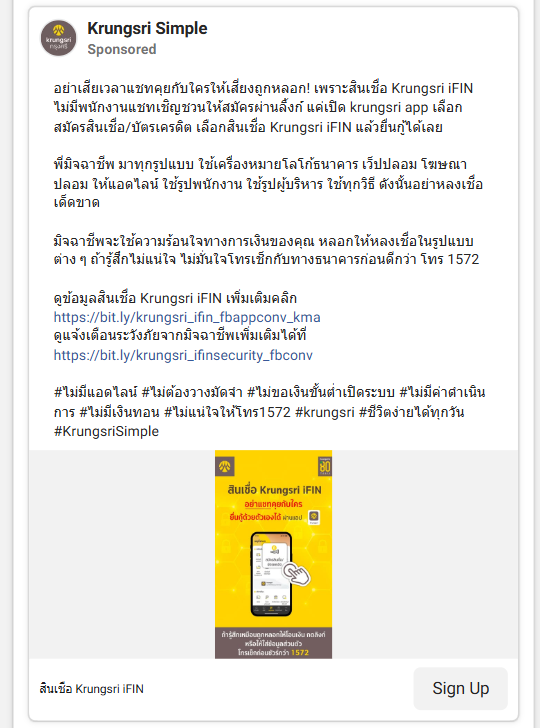 Krungsri Simple
Sponsored
krungsri
กรุงศรี
อย่าเสียเวลาแชทคุยกับใครให้เสี่ยงถูกหลอก! เพราะสินเชื่อ Krungsri iFIN
ไม่มีพนักงานแชทเชิญชวนให้สมัครผ่านลิ้งก์ แค่เปิด krungsri app เลือก
สมัครสินเชื่อ/บัตรเครดิต เลือกสินเชื่อ Krungsri iFIN แล้วยื่นกู้ได้เลย
พี่มิจฉาชีพ มาทุกรูปแบบ ใช้เครื่องหมายโลโก้ธนาคาร เว็ปปลอม โฆษณา
ปลอม ให้แอดไลน์ ใช้รูปพนักงาน ใช้รูปผู้บริหาร ใช้ทุกวิธี ดังนั้นอย่าหลงเชื่อ
เด็ดขาด
มิจฉาชีพจะใช้ความร้อนใจทางการเงินของคุณ หลอกให้หลงเชื่อในรูปแบบ
ต่าง ๆ ถ้ารู้สึกไม่แน่ใจ ไม่มั่นใจโทรเช็กกับทางธนาคารก่อนดีกว่า โทร 1572
ดูข้อมูลสินเชื่อ Krungsri iFIN เพิ่มเติมคลิก
https://bit.ly/krungsri_ifin_fbappconv_kma
ดูแจ้งเตือนระวังภัยจากมิจฉาชีพเพิ่มเติมได้ที่
https://bit.ly/krungsri_ifinsecurity_fbconv
#ไม่มีแอดไลน์ #ไม่ต้องวางมัดจำ #ไม่ขอเงินขั้นต่ำเปิดระบบ #ไม่มีค่าดำเนิน
การ #ไม่มีเงินทอน #ไม่แน่ใจให้โทร1572 #krungsri #ชีวิตง่ายได้ทุกวัน
#KrungsriSimple
สินเชื่อ Krungsri iFIN
อย่าแชทคุยกับใคร
ยื่นกู้ด้วยตัวเองได้ ผ่านแอป
ถ้ารู้สึกเหมือนถูกหลอกให้โอนเงิน กดลิงก์
หรือให้ใส่ข้อมูลส่วนตัว
โทรเช็กก่อนชัวร์กว่า 1572
สินเชื่อ Krungsri iFIN
Sign Up